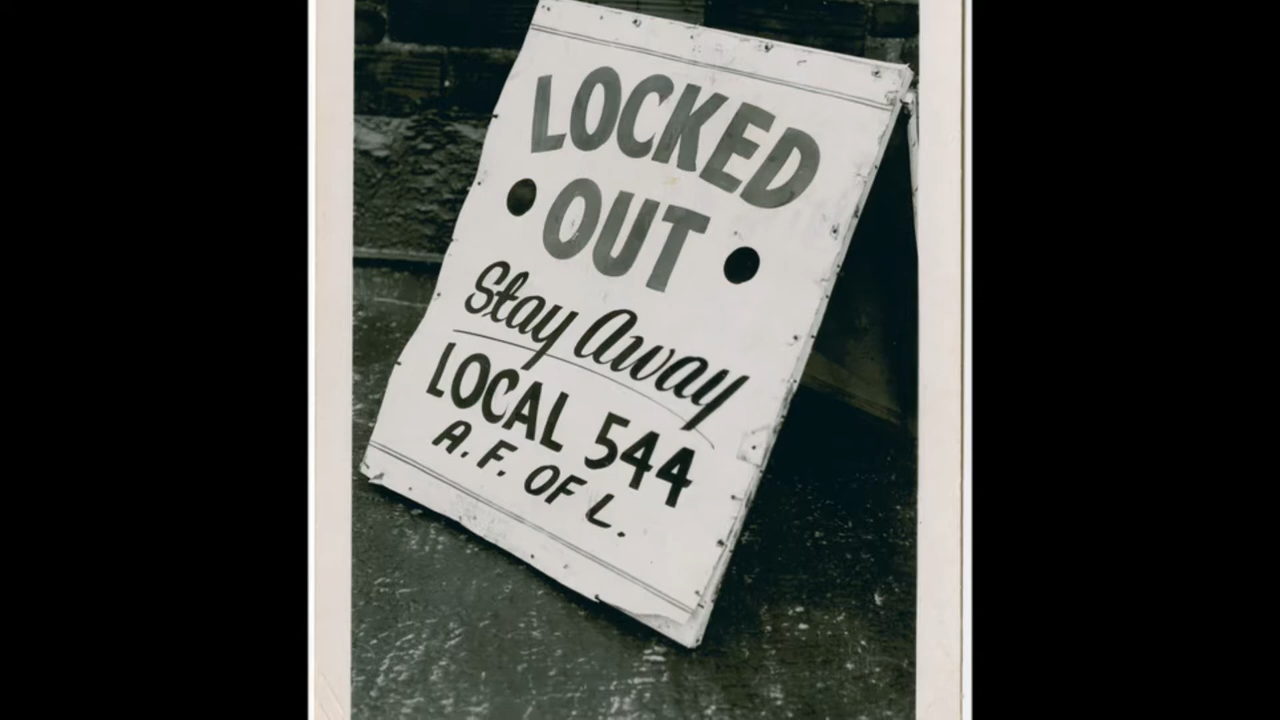 LOCKED
• OUT •
Stay Away
LOCAL 544
A. F. OF L.